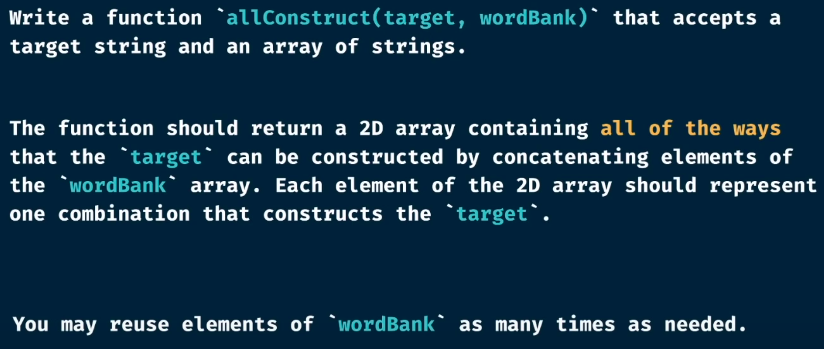 Write a function `allConstruct(target, wordBank)` that accepts a
target string and an array of strings.
The function should return a 2D array containing all of the ways
that the `target` can be constructed by concatenating elements of
the `wordBank` array. Each element of the 2D array should represent
one combination that constructs the `target`.
You may reuse elements of `wordBank` as many times as needed.